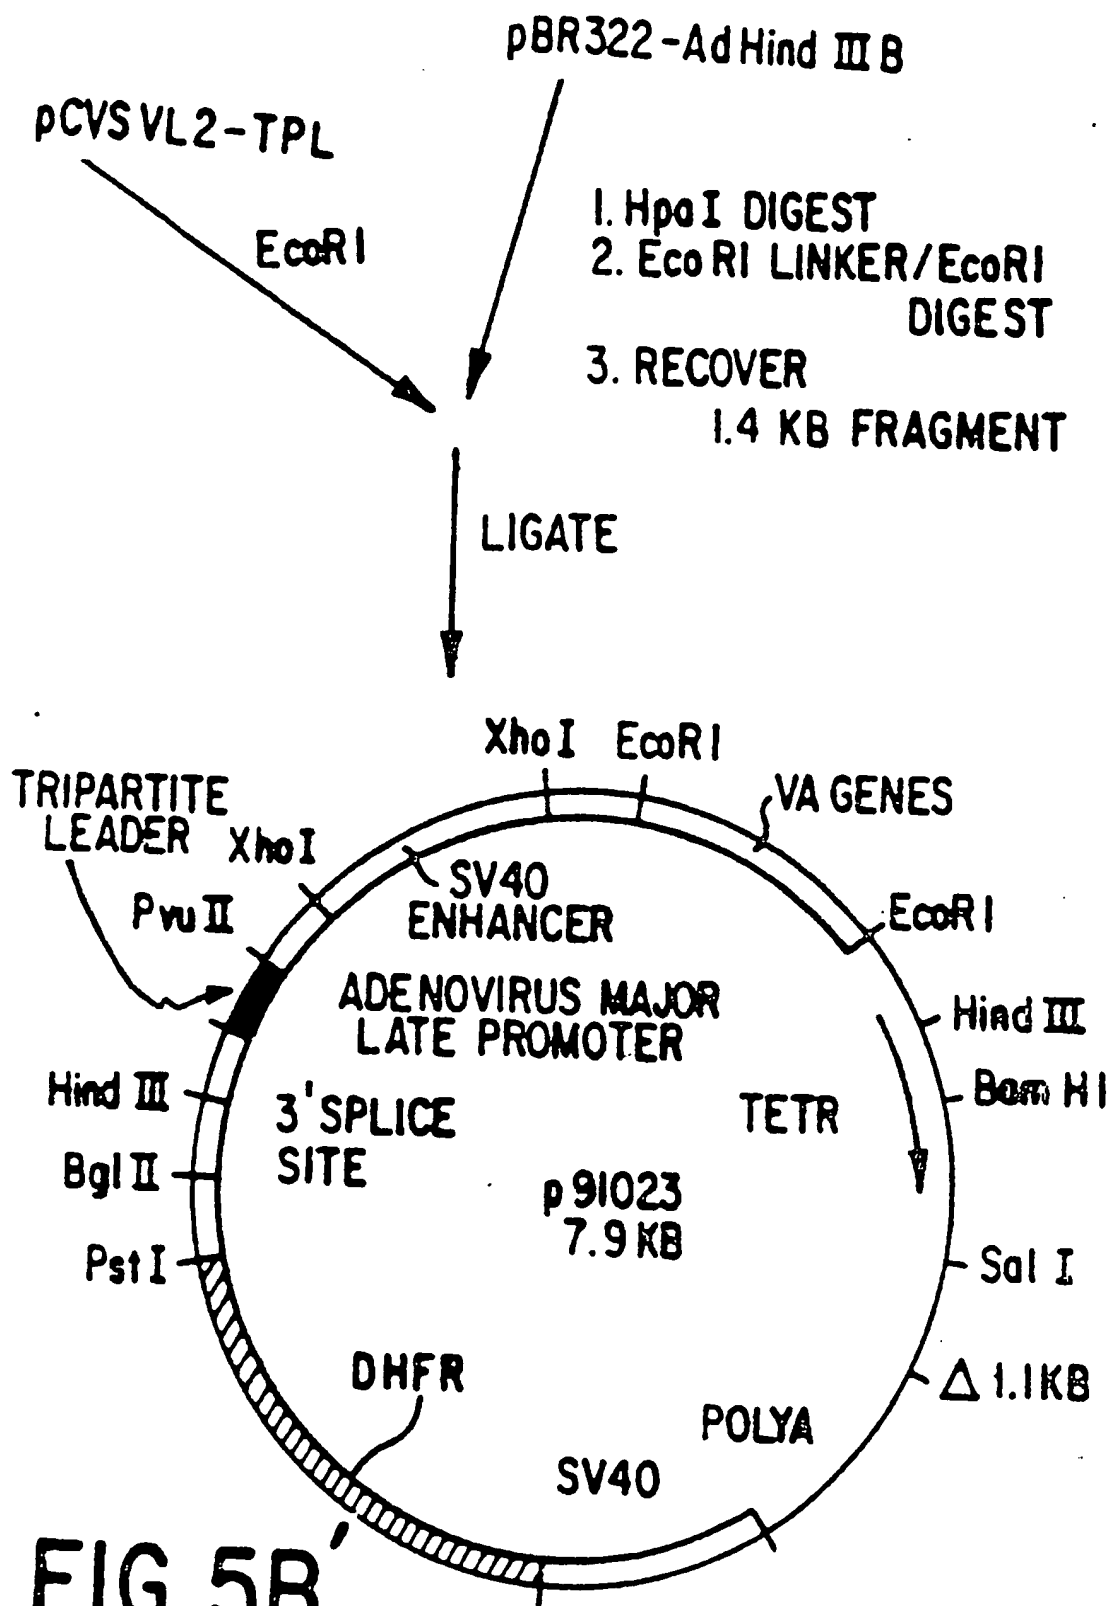 pBR322-Ad Hind III B
pCVSVL2-TPL
EcoRI
1. HpaI DIGEST
2. EcoRI LINKER/EcoRI
DIGEST
3. RECOVER
1.4 KB FRAGMENT
LIGATE
XhoI EcoRI
TRIPARTITE
LEADER
VA GENES
XhoI
SV40
ENHANCER
PvuII
EcoRI
ADENOVIRUS MAJOR
LATE PROMOTER
Hind III
Hind III
Bam HI
3' SPLICE
SITE
TETR
Bgl II
p91023
7.9 KB
PstI
Sal I
DHFR
Δ 1.1KB
POLYA
SV40
FIG. 5B'